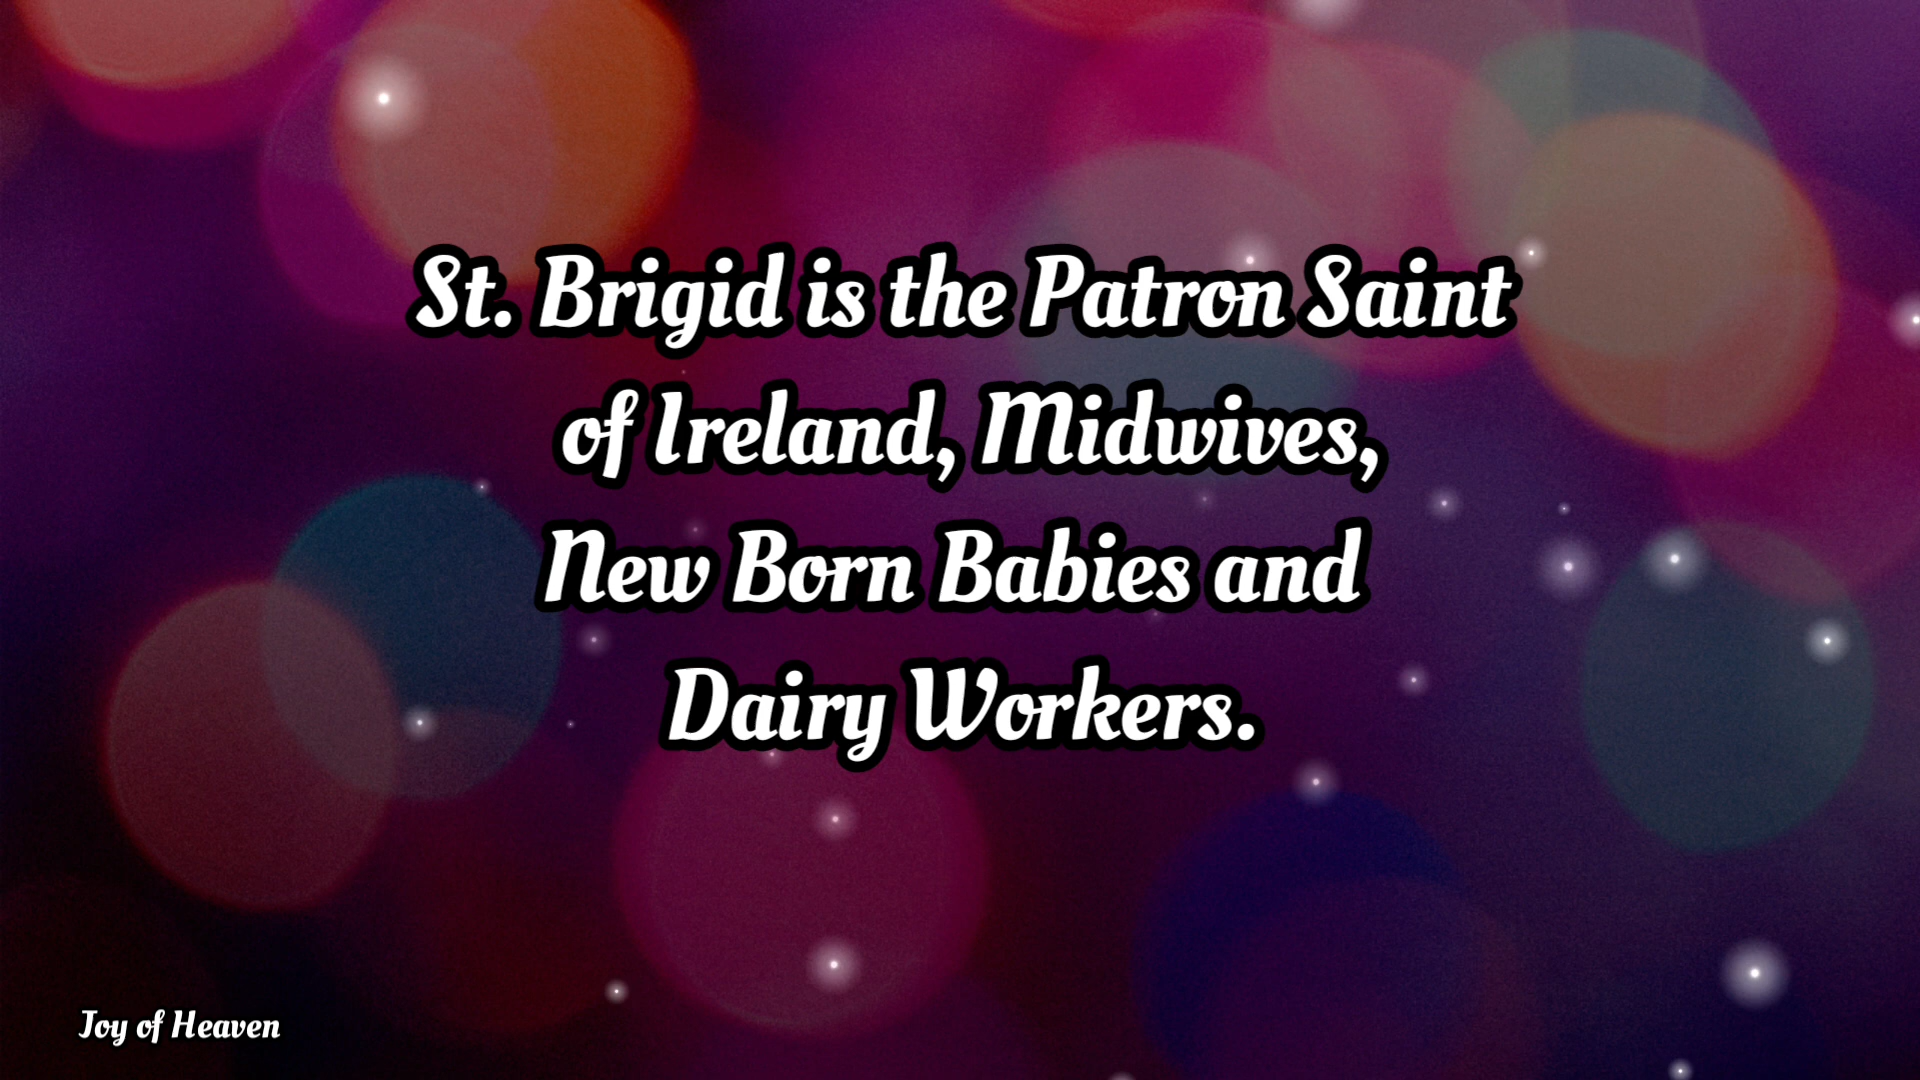 St. Brigid is the Patron Saint
of Ireland, Midwives,
New Born Babies and
Dairy Workers.
Joy of Heaven